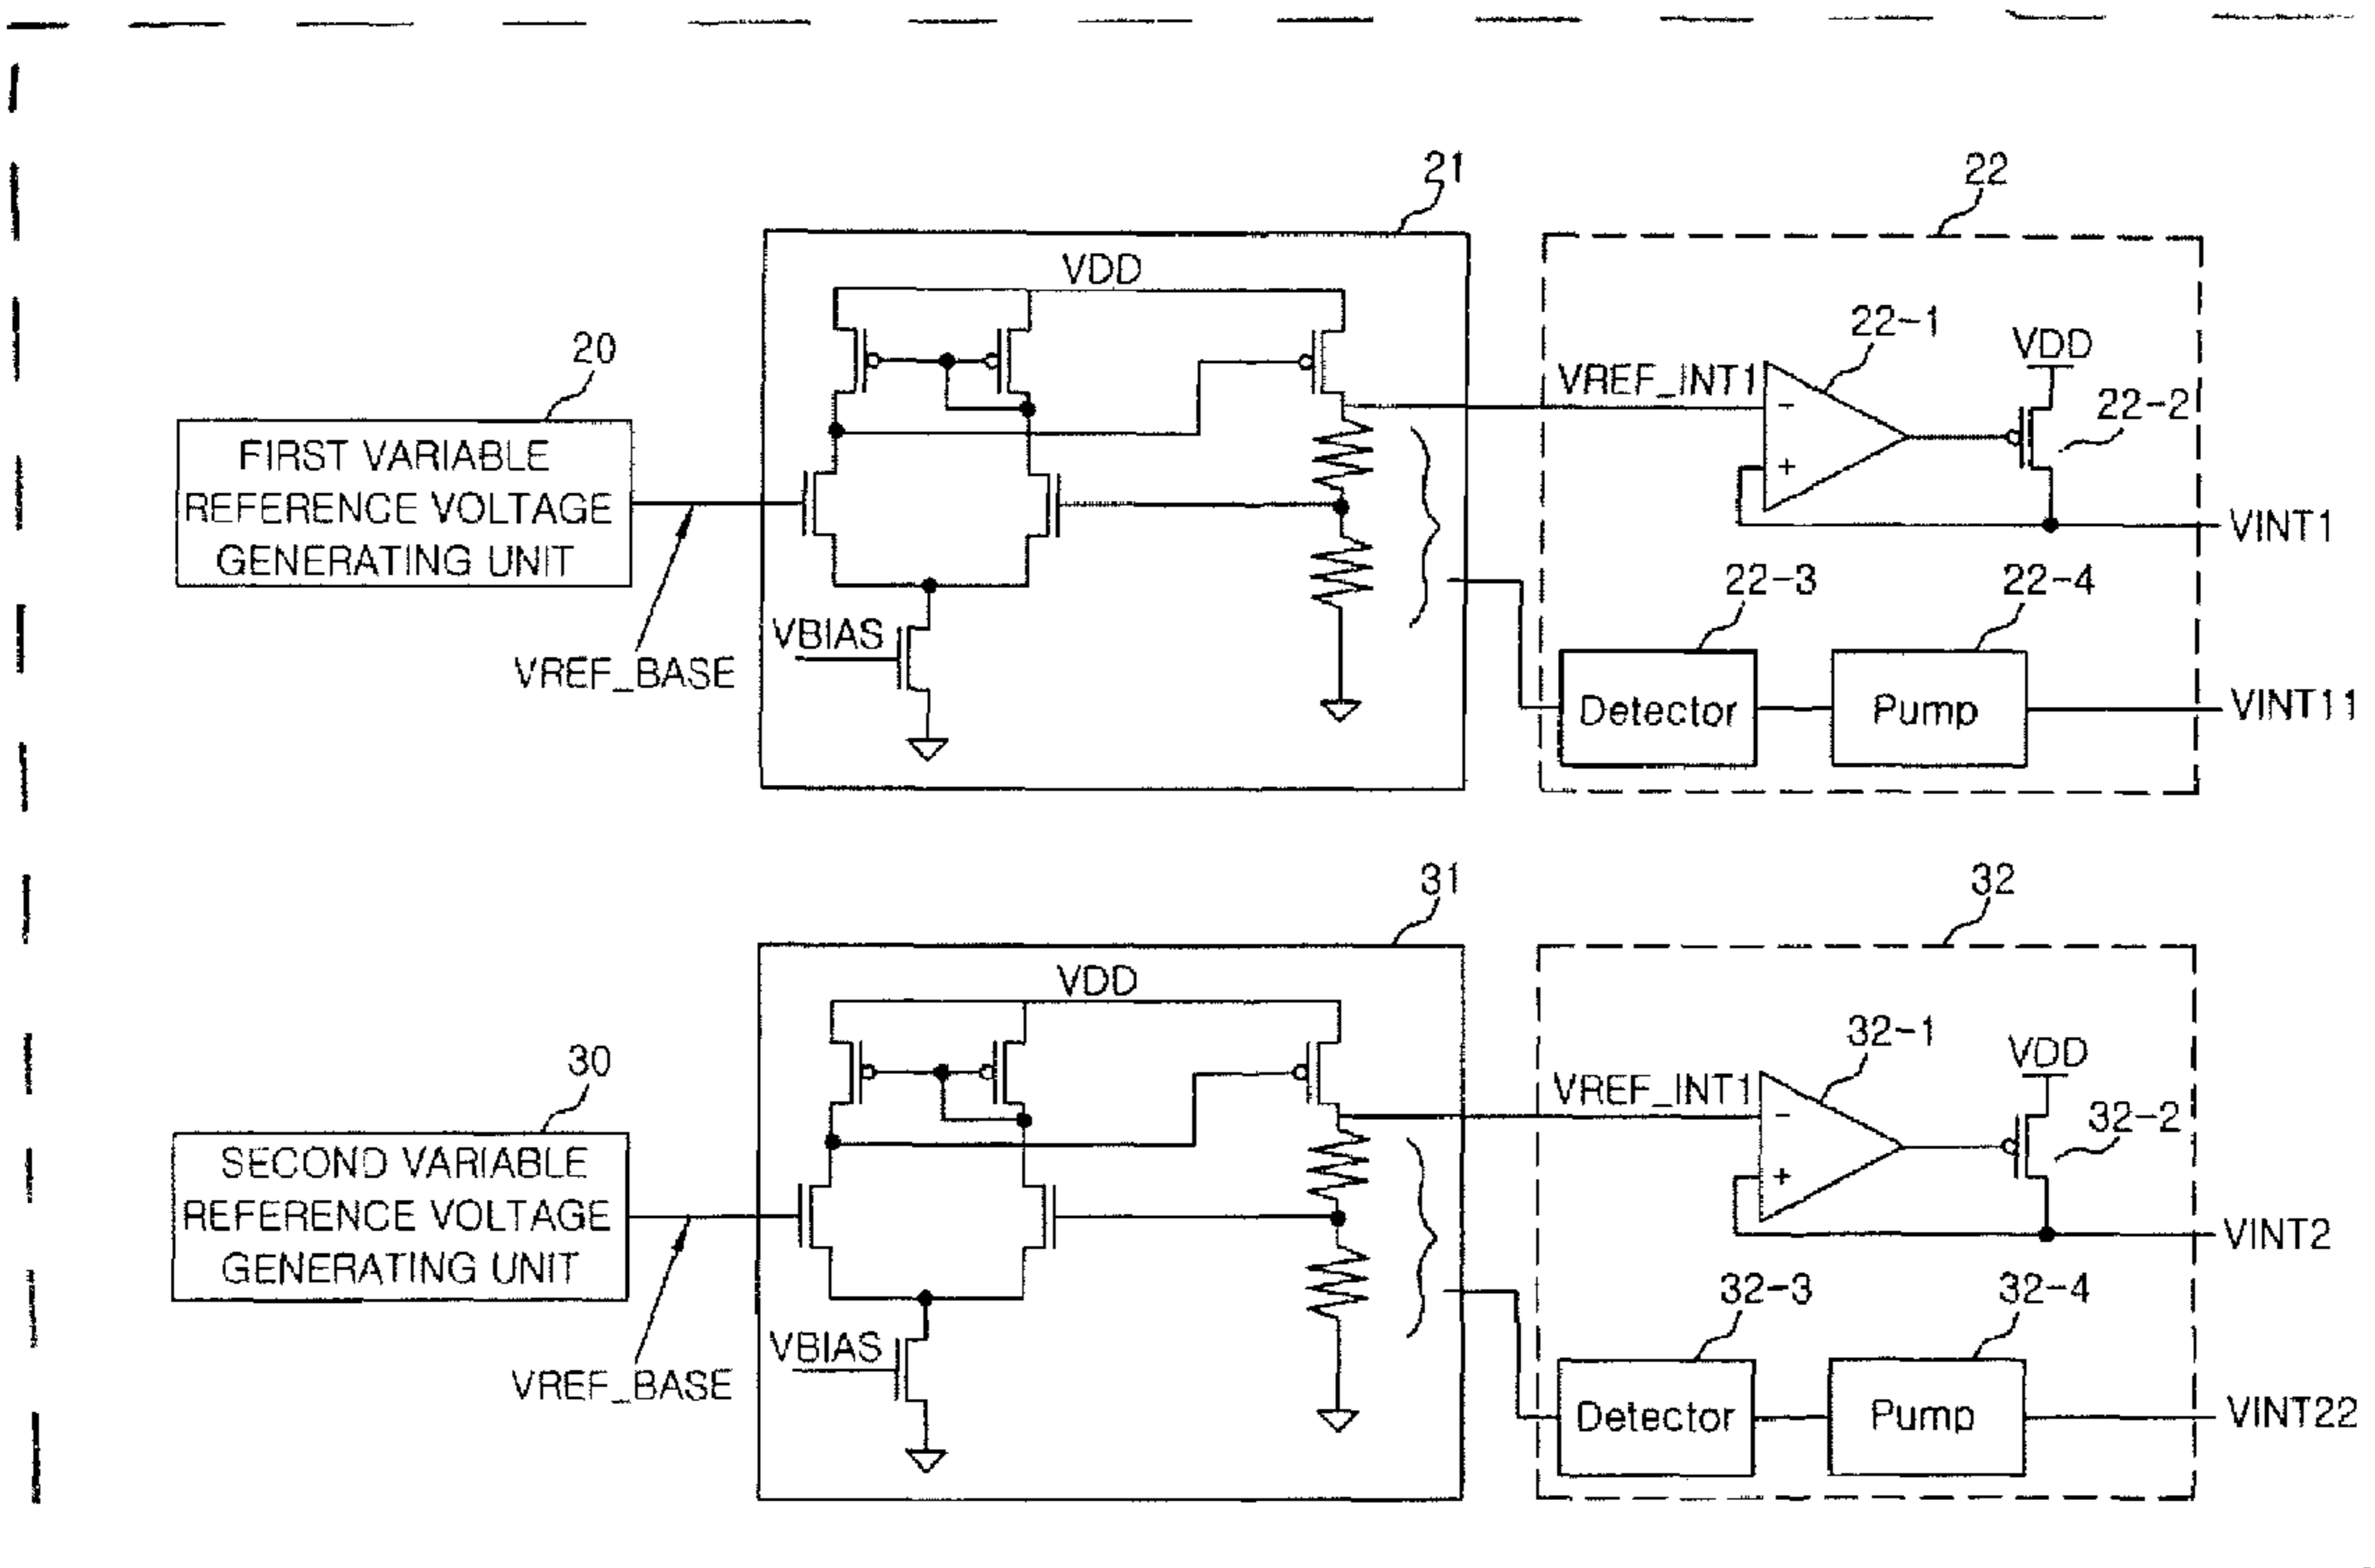 21
22
VDD
20
22-1
VDD
VREF_INT1
-
22-2
FIRST VARIABLE
REFERENCE VOLTAGE
GENERATING UNIT
+
VINT1
22-3
22-4
VBIAS
VREF_BASE
Detector
Pump
VINT11
31
32
VDD
30
32-1
VDD
VREF_INT1
-
32-2
SECOND VARIABLE
REFERENCE VOLTAGE
GENERATING UNIT
+
VINT2
32-3
32-4
VBIAS
VREF_BASE
Detector
Pump
VINT22